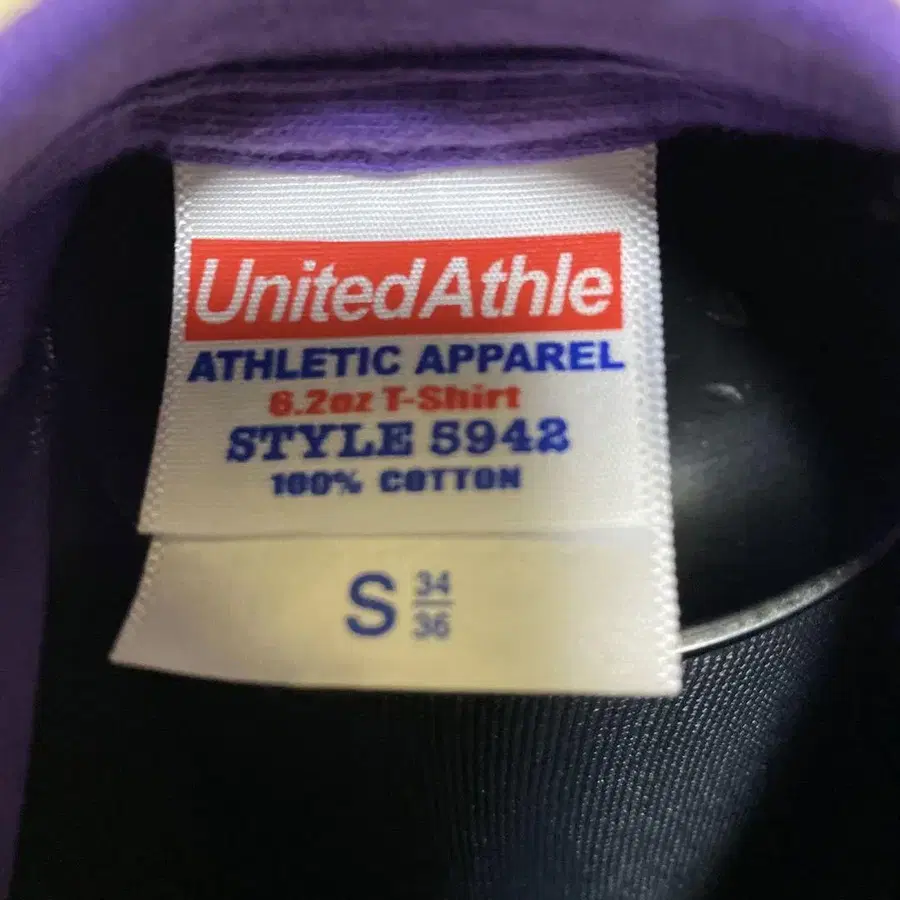 UnitedAthle
ATHLETIC APPAREL
6.2oz T-Shirt
STYLE 5942
100% COTTON
S 34
36